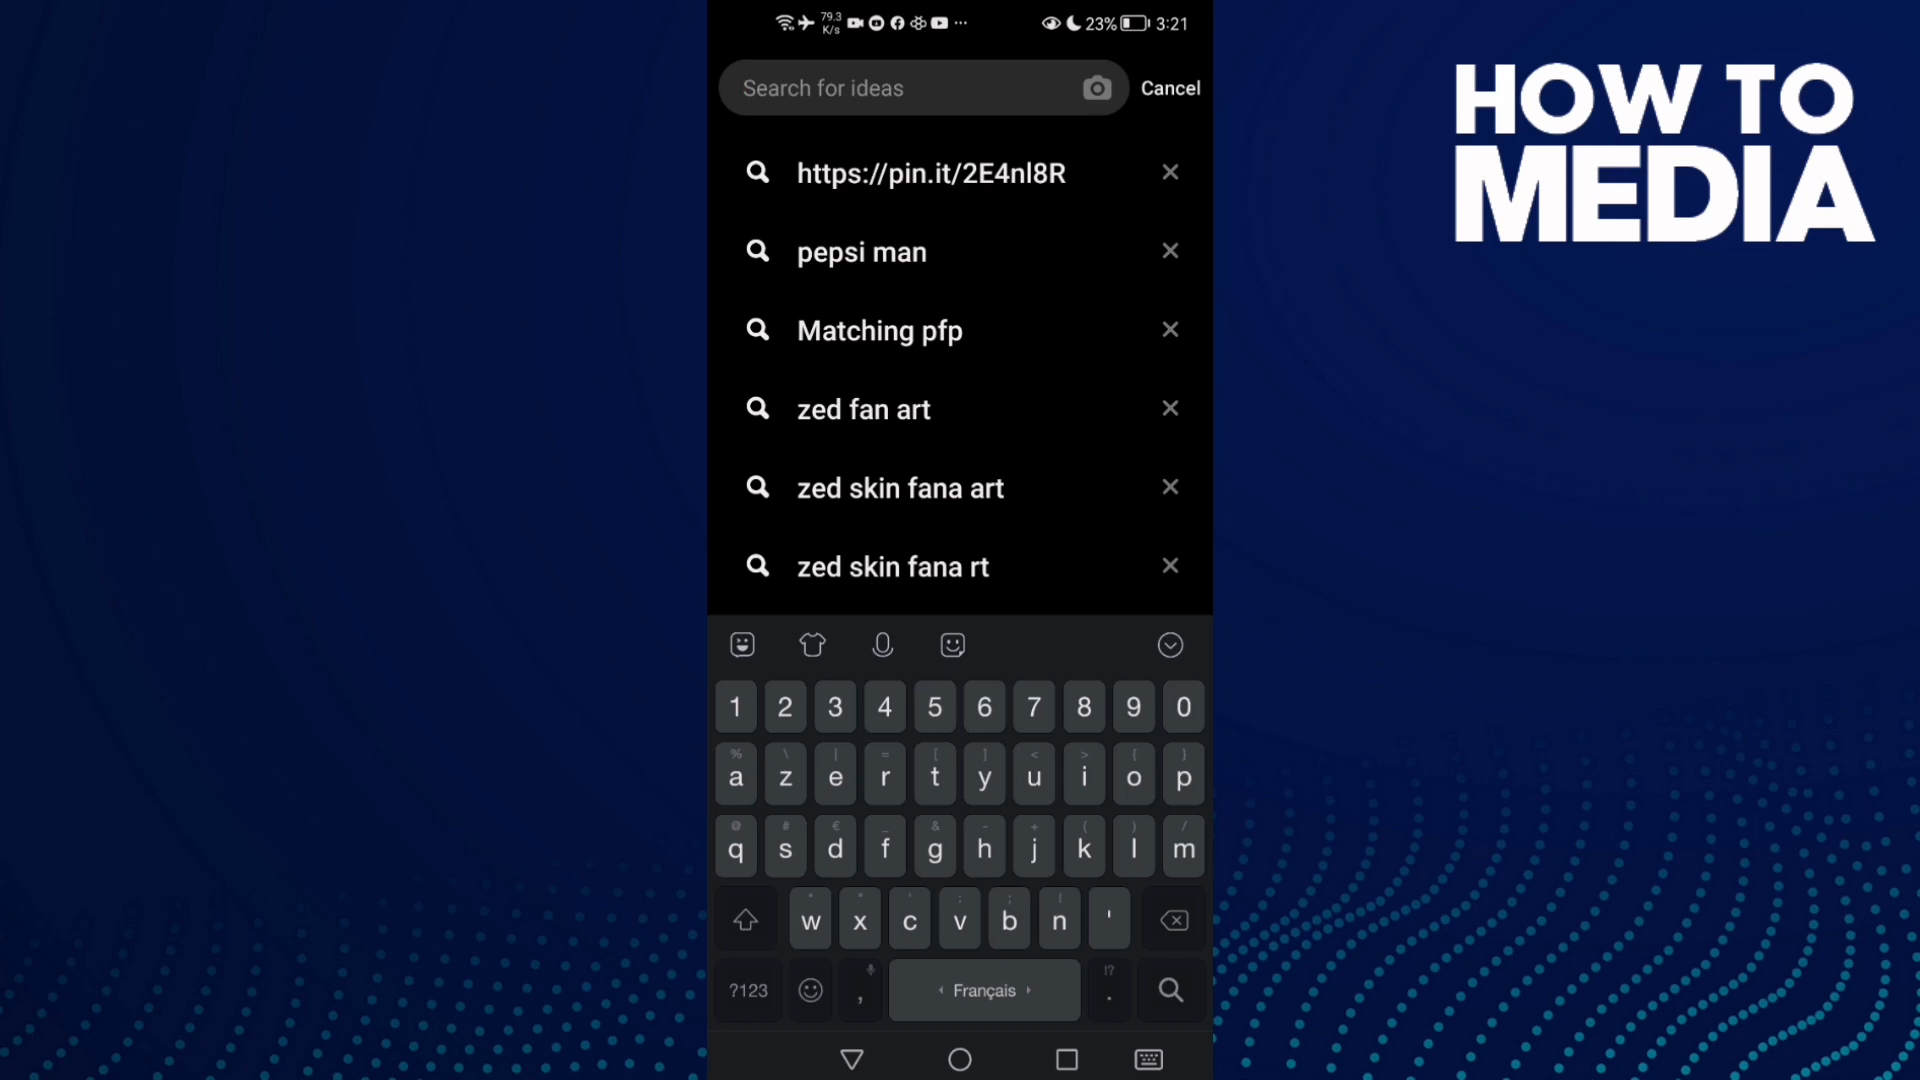 79.3
K/s
23%
3:21
HOW TO
MEDIA
Search for ideas
Cancel
https://pin.it/2E4nl8R
pepsi man
Matching pfp
zed fan art
zed skin fana art
zed skin fana rt
1 2 3 4 5 6 7 8 9 0
% \ | = [ ] < > { }
a z e r t y u i o p
@ # € _ & - + ( ) /
q s d f g h j k l m
w x c v b n '
!?
?123 , Français .